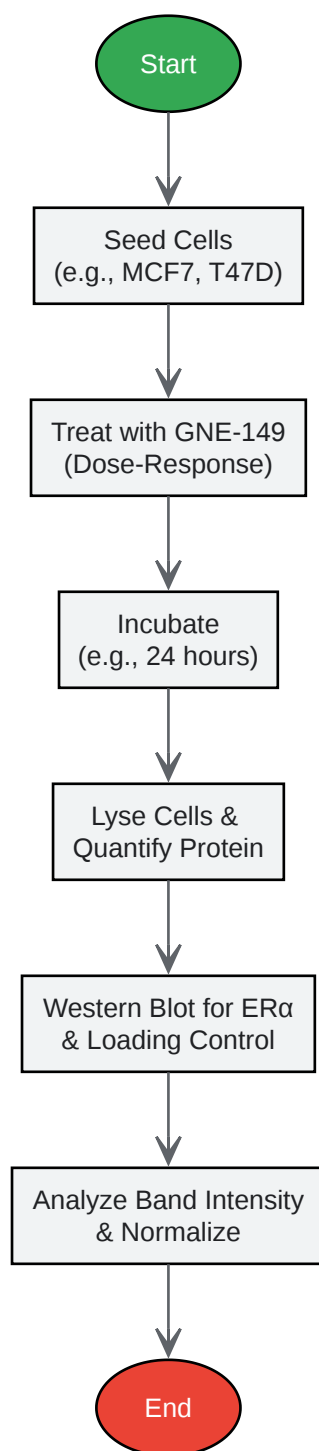 Start
Seed Cells
(e.g., MCF7, T47D)
Treat with GNE-149
(Dose-Response)
Incubate
(e.g., 24 hours)
Lyse Cells &
Quantify Protein
Western Blot for ERα
& Loading Control
Analyze Band Intensity
& Normalize
End